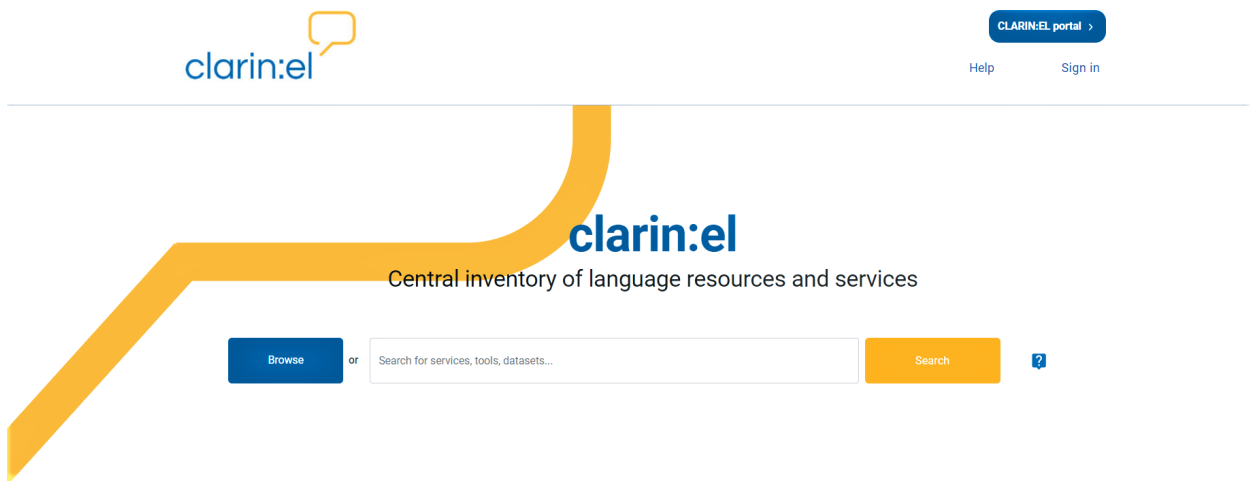 clarin:el
CLARIN:EL portal >
Help Sign in
clarin:el
Central inventory of language resources and services
Browse or Search for services, tools, datasets... Search ?